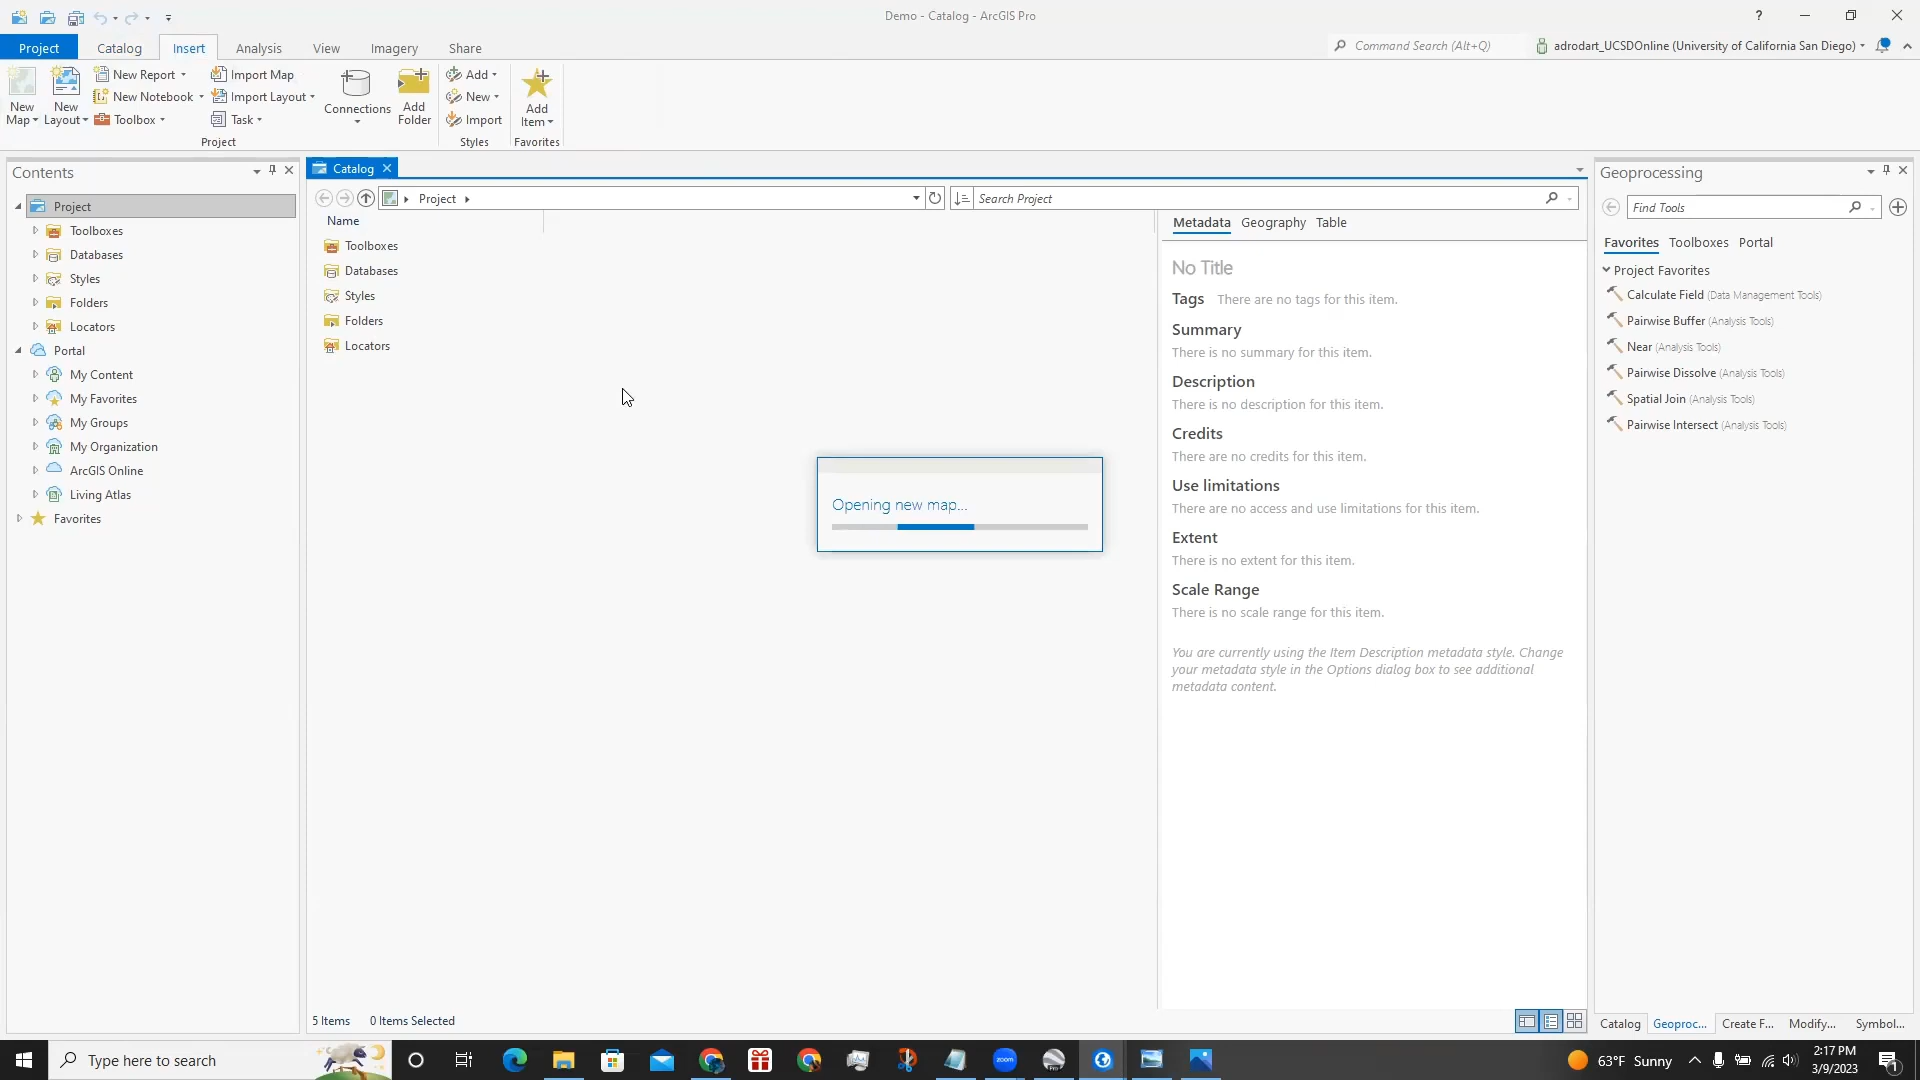 Demo - Catalog - ArcGIS Pro
?
Project Catalog Insert Analysis View Imagery Share
Command Search (Alt+Q)
adrodart_UCSDOnline (University of California San Diego)
New Map
New Layout
New Report
New Notebook
Toolbox
Import Map
Import Layout
Task
Connections
Add Folder
Project
Add
New
Import
Styles
Add Item
Favorites
Contents
Project
Toolboxes
Databases
Styles
Folders
Locators
Portal
My Content
My Favorites
My Groups
My Organization
ArcGIS Online
Living Atlas
Favorites
Catalog
Project
Search Project
Name
Toolboxes
Databases
Styles
Folders
Locators
Opening new map...
5 Items 0 Items Selected
Metadata Geography Table
No Title
Tags There are no tags for this item.
Summary
There is no summary for this item.
Description
There is no description for this item.
Credits
There are no credits for this item.
Use limitations
There are no access and use limitations for this item.
Extent
There is no extent for this item.
Scale Range
There is no scale range for this item.
You are currently using the Item Description metadata style. Change
your metadata style in the Options dialog box to see additional
metadata content.
Geoprocessing
Find Tools
Favorites Toolboxes Portal
Project Favorites
Calculate Field (Data Management Tools)
Pairwise Buffer (Analysis Tools)
Near (Analysis Tools)
Pairwise Dissolve (Analysis Tools)
Spatial Join (Analysis Tools)
Pairwise Intersect (Analysis Tools)
Catalog Geoproc... Create F... Modify... Symbol...
Type here to search
zoom
PRO
63°F Sunny
2:17 PM
3/9/2023
1